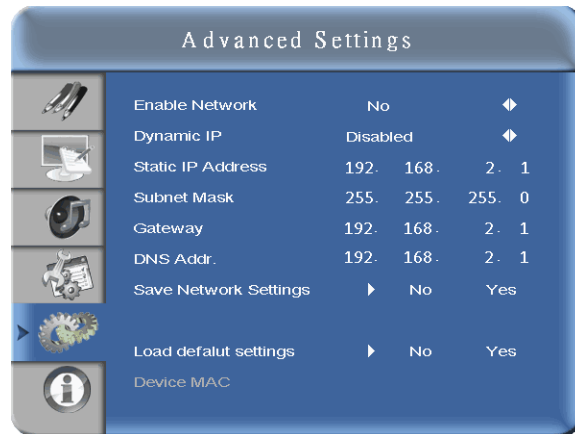 Advanced Settings
Enable Network No
Dynamic IP Disabled
Static IP Address 192. 168. 2. 1
Subnet Mask 255. 255. 255. 0
Gateway 192. 168. 2. 1
DNS Addr. 192. 168. 2. 1
Save Network Settings No Yes
Load defalut settings No Yes
Device MAC